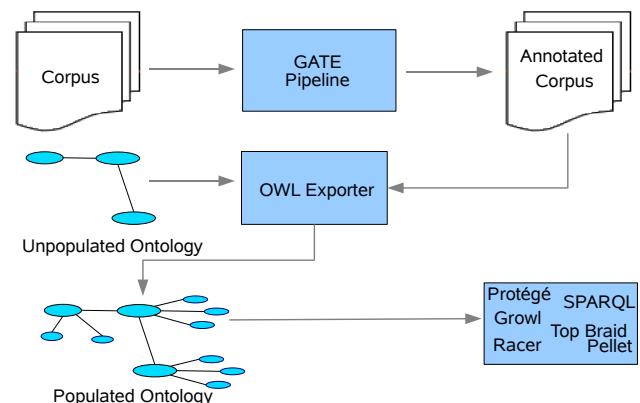 Corpus
GATE
Pipeline
Annotated
Corpus
OWL Exporter
Unpopulated Ontology
Protégé
SPARQL
Growl
Top Braid
Racer
Pellet
Populated Ontology